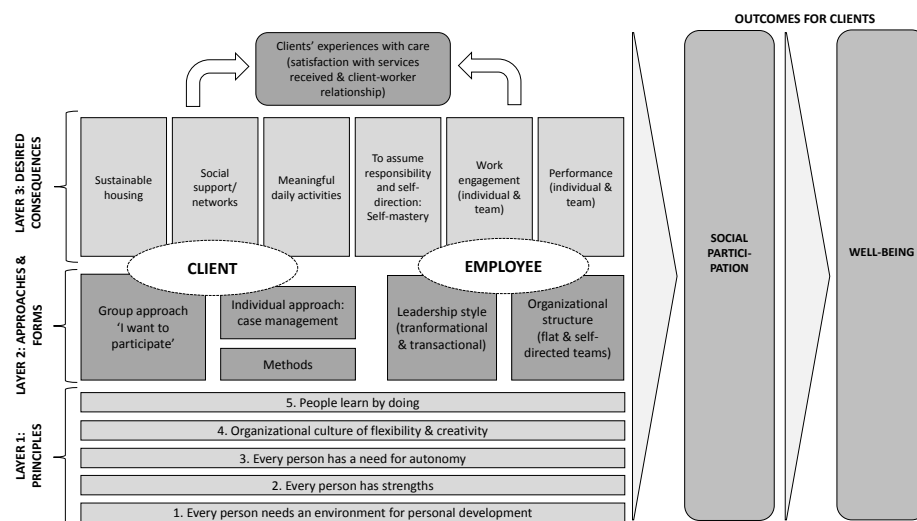 OUTCOMES FOR CLIENTS
Clients' experiences with care
(satisfaction with services
received & client-worker
relationship)
LAYER 3: DESIRED
CONSEQUENCES
Sustainable
housing
Social
support/
networks
Meaningful
daily activities
To assume
responsibility
and self-
direction:
Self-mastery
Work
engagement
(individual &
team)
Performance
(individual &
team)
CLIENT
EMPLOYEE
LAYER 2: APPROACHES &
FORMS
Group approach
'I want to
participate'
Individual approach:
case management
Methods
Leadership style
(tranformational
& transactional)
Organizational
structure
(flat & self-
directed teams)
LAYER 1:
PRINCIPLES
5. People learn by doing
4. Organizational culture of flexibility & creativity
3. Every person has a need for autonomy
2. Every person has strengths
1. Every person needs an environment for personal development
SOCIAL
PARTICI-
PATION
WELL-BEING